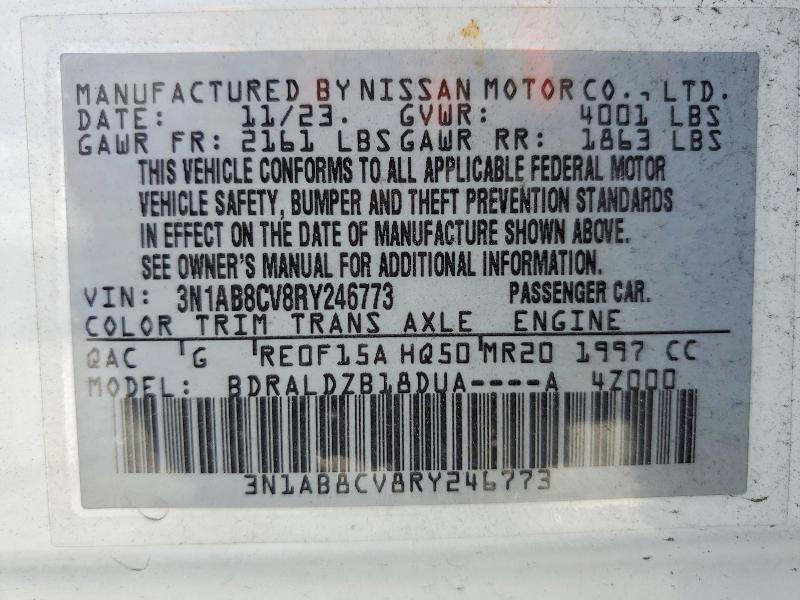 MANUFACTURED BY NISSAN MOTOR CO., LTD.
DATE: 11/23. GVWR: 4001 LBS
GAWR FR: 2161 LBS GAWR RR: 1863 LBS
THIS VEHICLE CONFORMS TO ALL APPLICABLE FEDERAL MOTOR
VEHICLE SAFETY, BUMPER AND THEFT PREVENTION STANDARDS
IN EFFECT ON THE DATE OF MANUFACTURE SHOWN ABOVE.
SEE OWNER'S MANUAL FOR ADDITIONAL INFORMATION.
VIN: 3N1AB8CV8RY246773 PASSENGER CAR.
COLOR TRIM TRANS AXLE ENGINE
QAC G RE0F15A HQ50 MR20 1997 CC
MODEL: BDRALDZB18DUA----A 4Z000
3N1AB8CV8RY246773